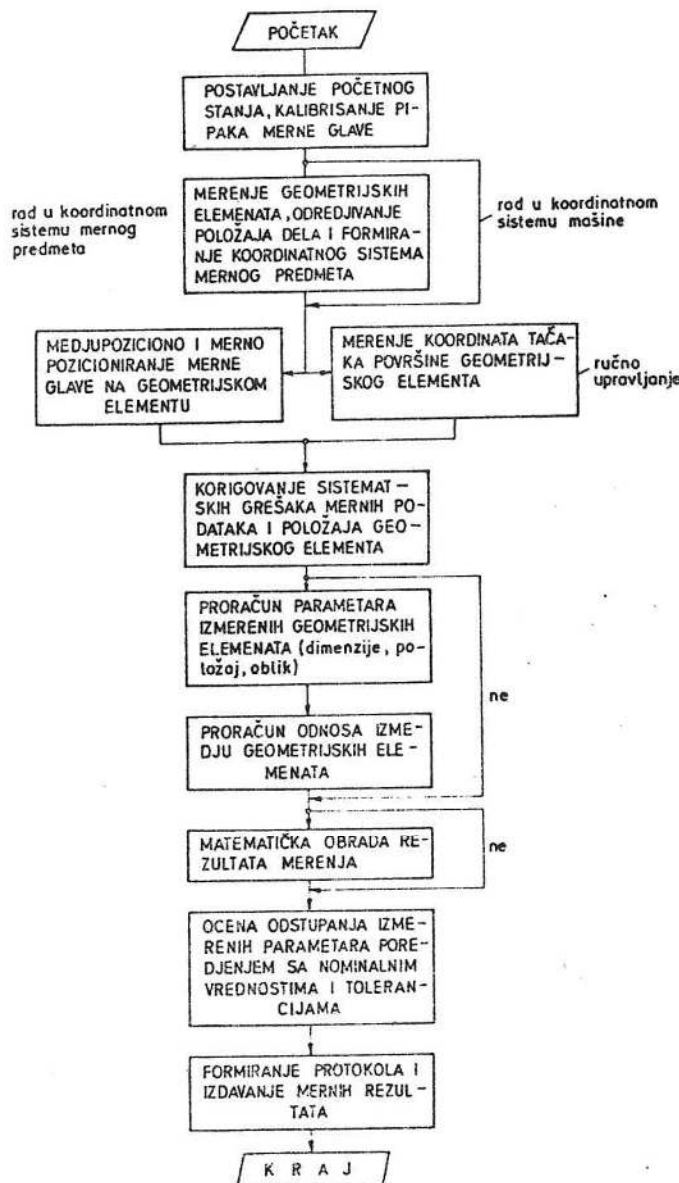 POČETAK
POSTAVLJANJE POČETNOG
STANJA, KALIBRISANJE PI-
PAKA MERNE GLAVE
rad u koordinatnom
sistemu mernog
predmeta
MERENJE GEOMETRIJSKIH
ELEMENATA, ODREDJIVANJE
POLOŽAJA DELA I FORMIRA-
NJE KOORDINATNOG SISTEMA
MERNOG PREDMETA
rad u koordinatnom
sistemu mašine
MEDJUPOZICIONO I MERNO
POZICIONIRANJE MERNE
GLAVE NA GEOMETRIJSKOM
ELEMENTU
MERENJE KOORDINATA TAČA-
KA POVRŠINE GEOMETRIJ-
SKOG ELEMENTA
ručno
upravljanje
KORIGOVANJE SISTEMAT-
SKIH GREŠAKA MERNIH PO-
DATAKA I POLOŽAJA GEO-
METRIJSKOG ELEMENTA
PRORAČUN PARAMETARA
IZMERENIH GEOMETRIJSKIH
ELEMENATA (dimenzije, po-
ložaj, oblik)
ne
PRORAČUN ODNOSA IZME-
DJU GEOMETRIJSKIH ELE-
MENATA
MATEMATIČKA OBRADA RE-
ZULTATA MERENJA
ne
OCENA ODSTUPANJA IZME-
RENIH PARAMETARA PORE-
DJENJEM SA NOMINALNIM
VREDNOSTIMA I TOLERAN-
CIJAMA
FORMIRANJE PROTOKOLA I
IZDAVANJE MERNIH REZUL-
TATA
K R A J